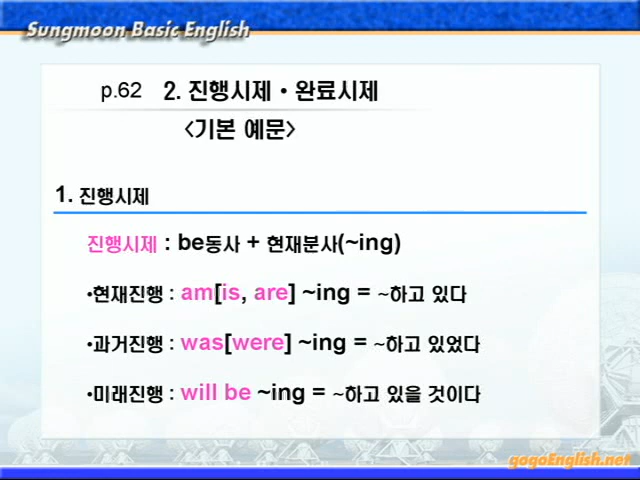 Sungmoon Basic English
p.62 2. 진행시제 • 완료시제
<기본 예문>
1. 진행시제
진행시제 : be동사 + 현재분사(~ing)
•현재진행 : am[is, are] ~ing = ~하고 있다
•과거진행 : was[were] ~ing = ~하고 있었다
•미래진행 : will be ~ing = ~하고 있을 것이다
gogoEnglish.net